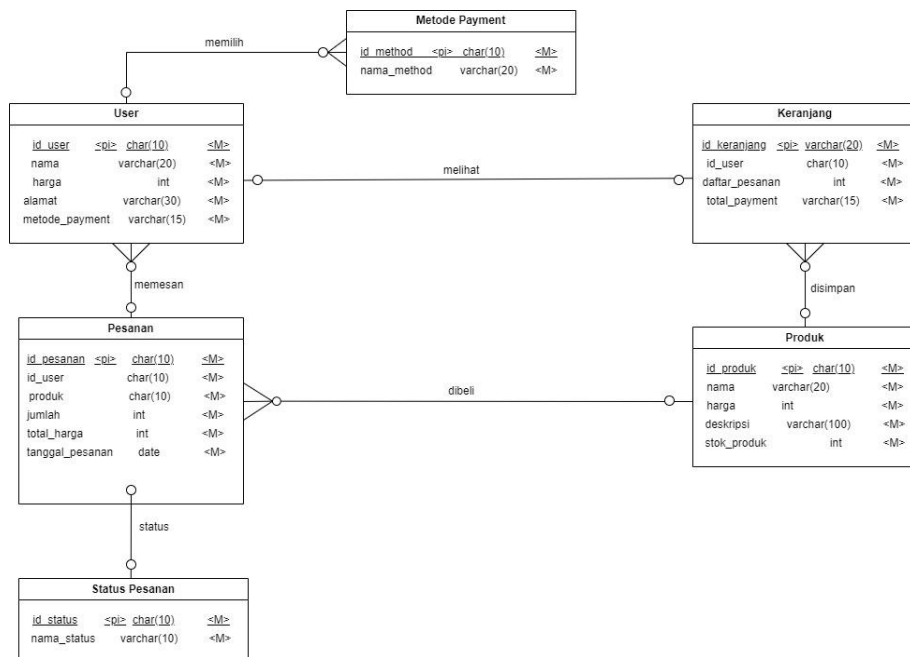 Metode Payment
id_method <pi> char(10) <M>
nama_method varchar(20) <M>
memilih
User
id_user <pi> char(10) <M>
nama varchar(20) <M>
harga int <M>
alamat varchar(30) <M>
metode_payment varchar(15) <M>
melihat
Keranjang
id_keranjang <pi> varchar(20) <M>
id_user char(10) <M>
daftar_pesanan int <M>
total_payment varchar(15) <M>
memesan
disimpan
Pesanan
id_pesanan <pi> char(10) <M>
id_user char(10) <M>
produk char(10) <M>
jumlah int <M>
total_harga int <M>
tanggal_pesanan date <M>
dibeli
Produk
id_produk <pi> char(10) <M>
nama varchar(20) <M>
harga int <M>
deskripsi varchar(100) <M>
stok_produk int <M>
status
Status Pesanan
id_status <pi> char(10) <M>
nama_status varchar(10) <M>